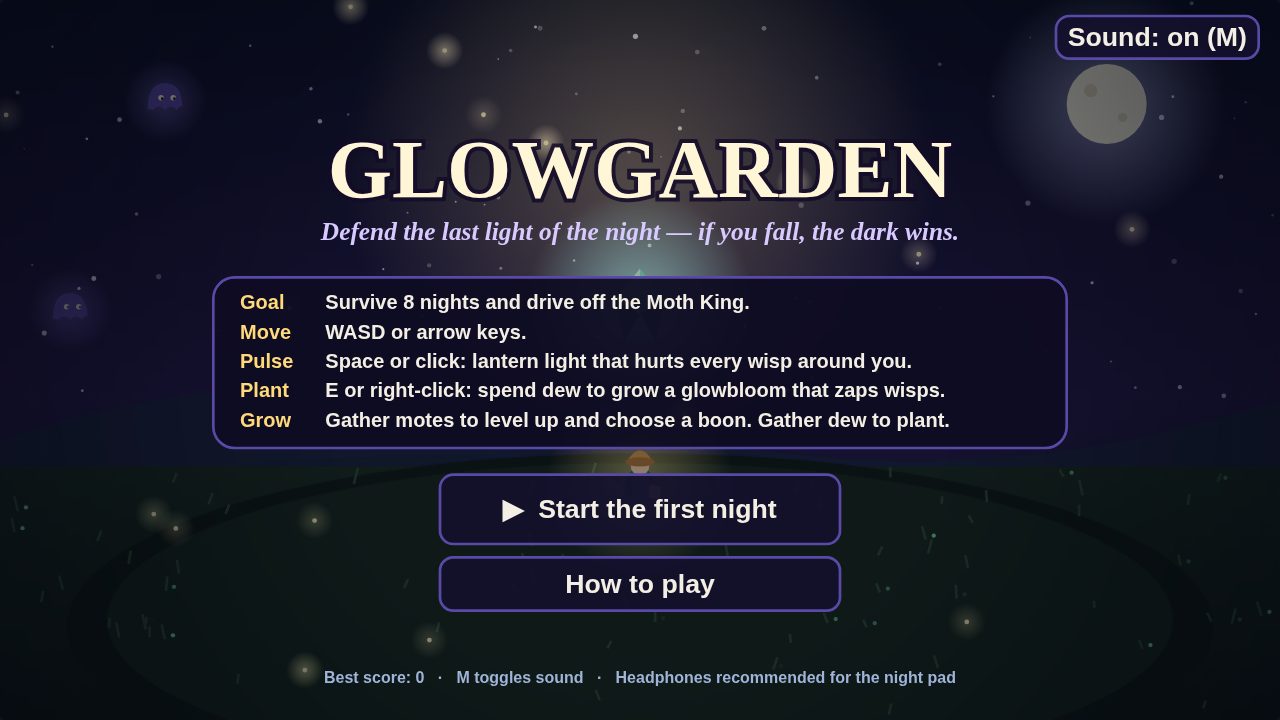 Sound: on (M)
GLOWGARDEN
Defend the last light of the night — if you fall, the dark wins.
Goal Survive 8 nights and drive off the Moth King.
Move WASD or arrow keys.
Pulse Space or click: lantern light that hurts every wisp around you.
Plant E or right-click: spend dew to grow a glowbloom that zaps wisps.
Grow Gather motes to level up and choose a boon. Gather dew to plant.
▶ Start the first night
How to play
Best score: 0 · M toggles sound · Headphones recommended for the night pad